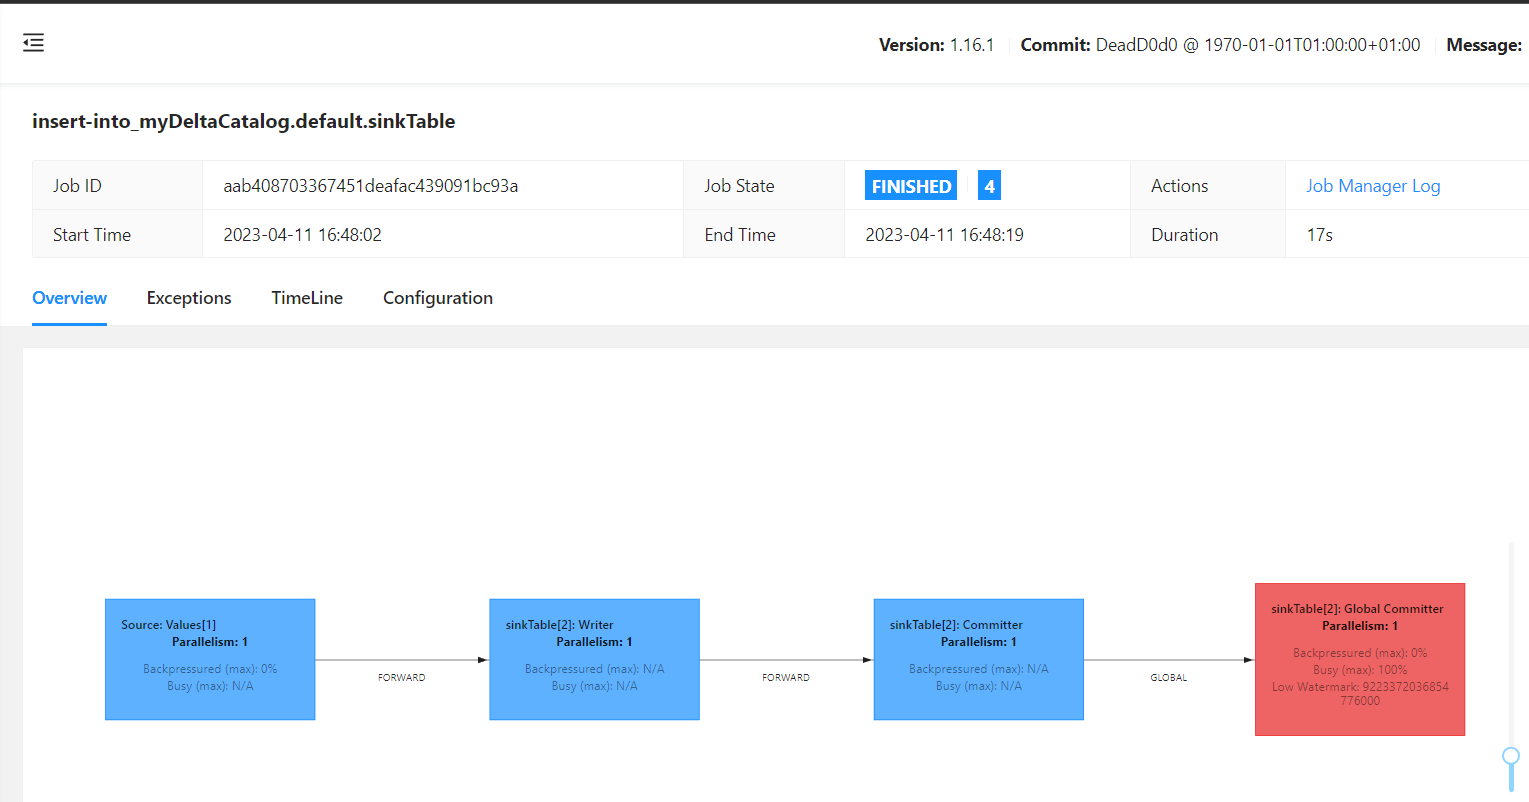 Version: 1.16.1 Commit: DeadD0d0 @ 1970-01-01T01:00:00+01:00 Message:
insert-into_myDeltaCatalog.default.sinkTable
Job ID aab408703367451deafac439091bc93a Job State FINISHED 4 Actions Job Manager Log
Start Time 2023-04-11 16:48:02 End Time 2023-04-11 16:48:19 Duration 17s
Overview Exceptions TimeLine Configuration
Source: Values[1]
Parallelism: 1
Backpressured (max): 0%
Busy (max): N/A
FORWARD
sinkTable[2]: Writer
Parallelism: 1
Backpressured (max): N/A
Busy (max): N/A
FORWARD
sinkTable[2]: Committer
Parallelism: 1
Backpressured (max): N/A
Busy (max): N/A
GLOBAL
sinkTable[2]: Global Committer
Parallelism: 1
Backpressured (max): 0%
Busy (max): 100%
Low Watermark: 9223372036854
776000